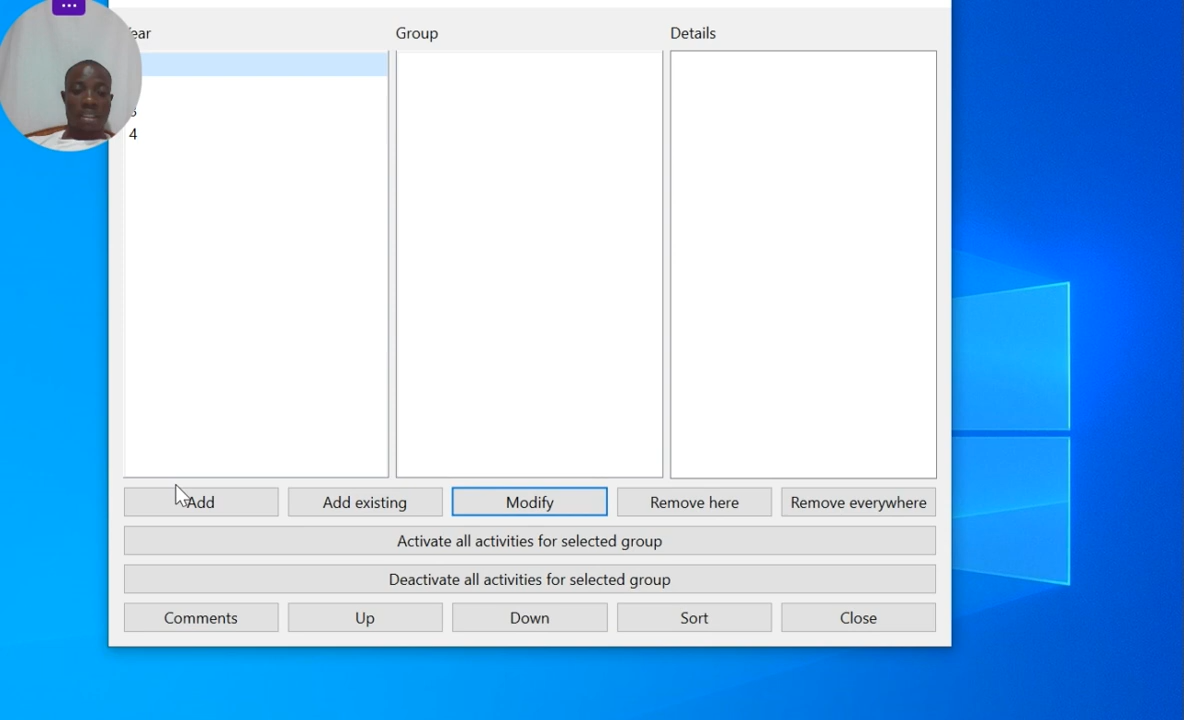 ear Group Details
3
4
Add Add existing Modify Remove here Remove everywhere
Activate all activities for selected group
Deactivate all activities for selected group
Comments Up Down Sort Close